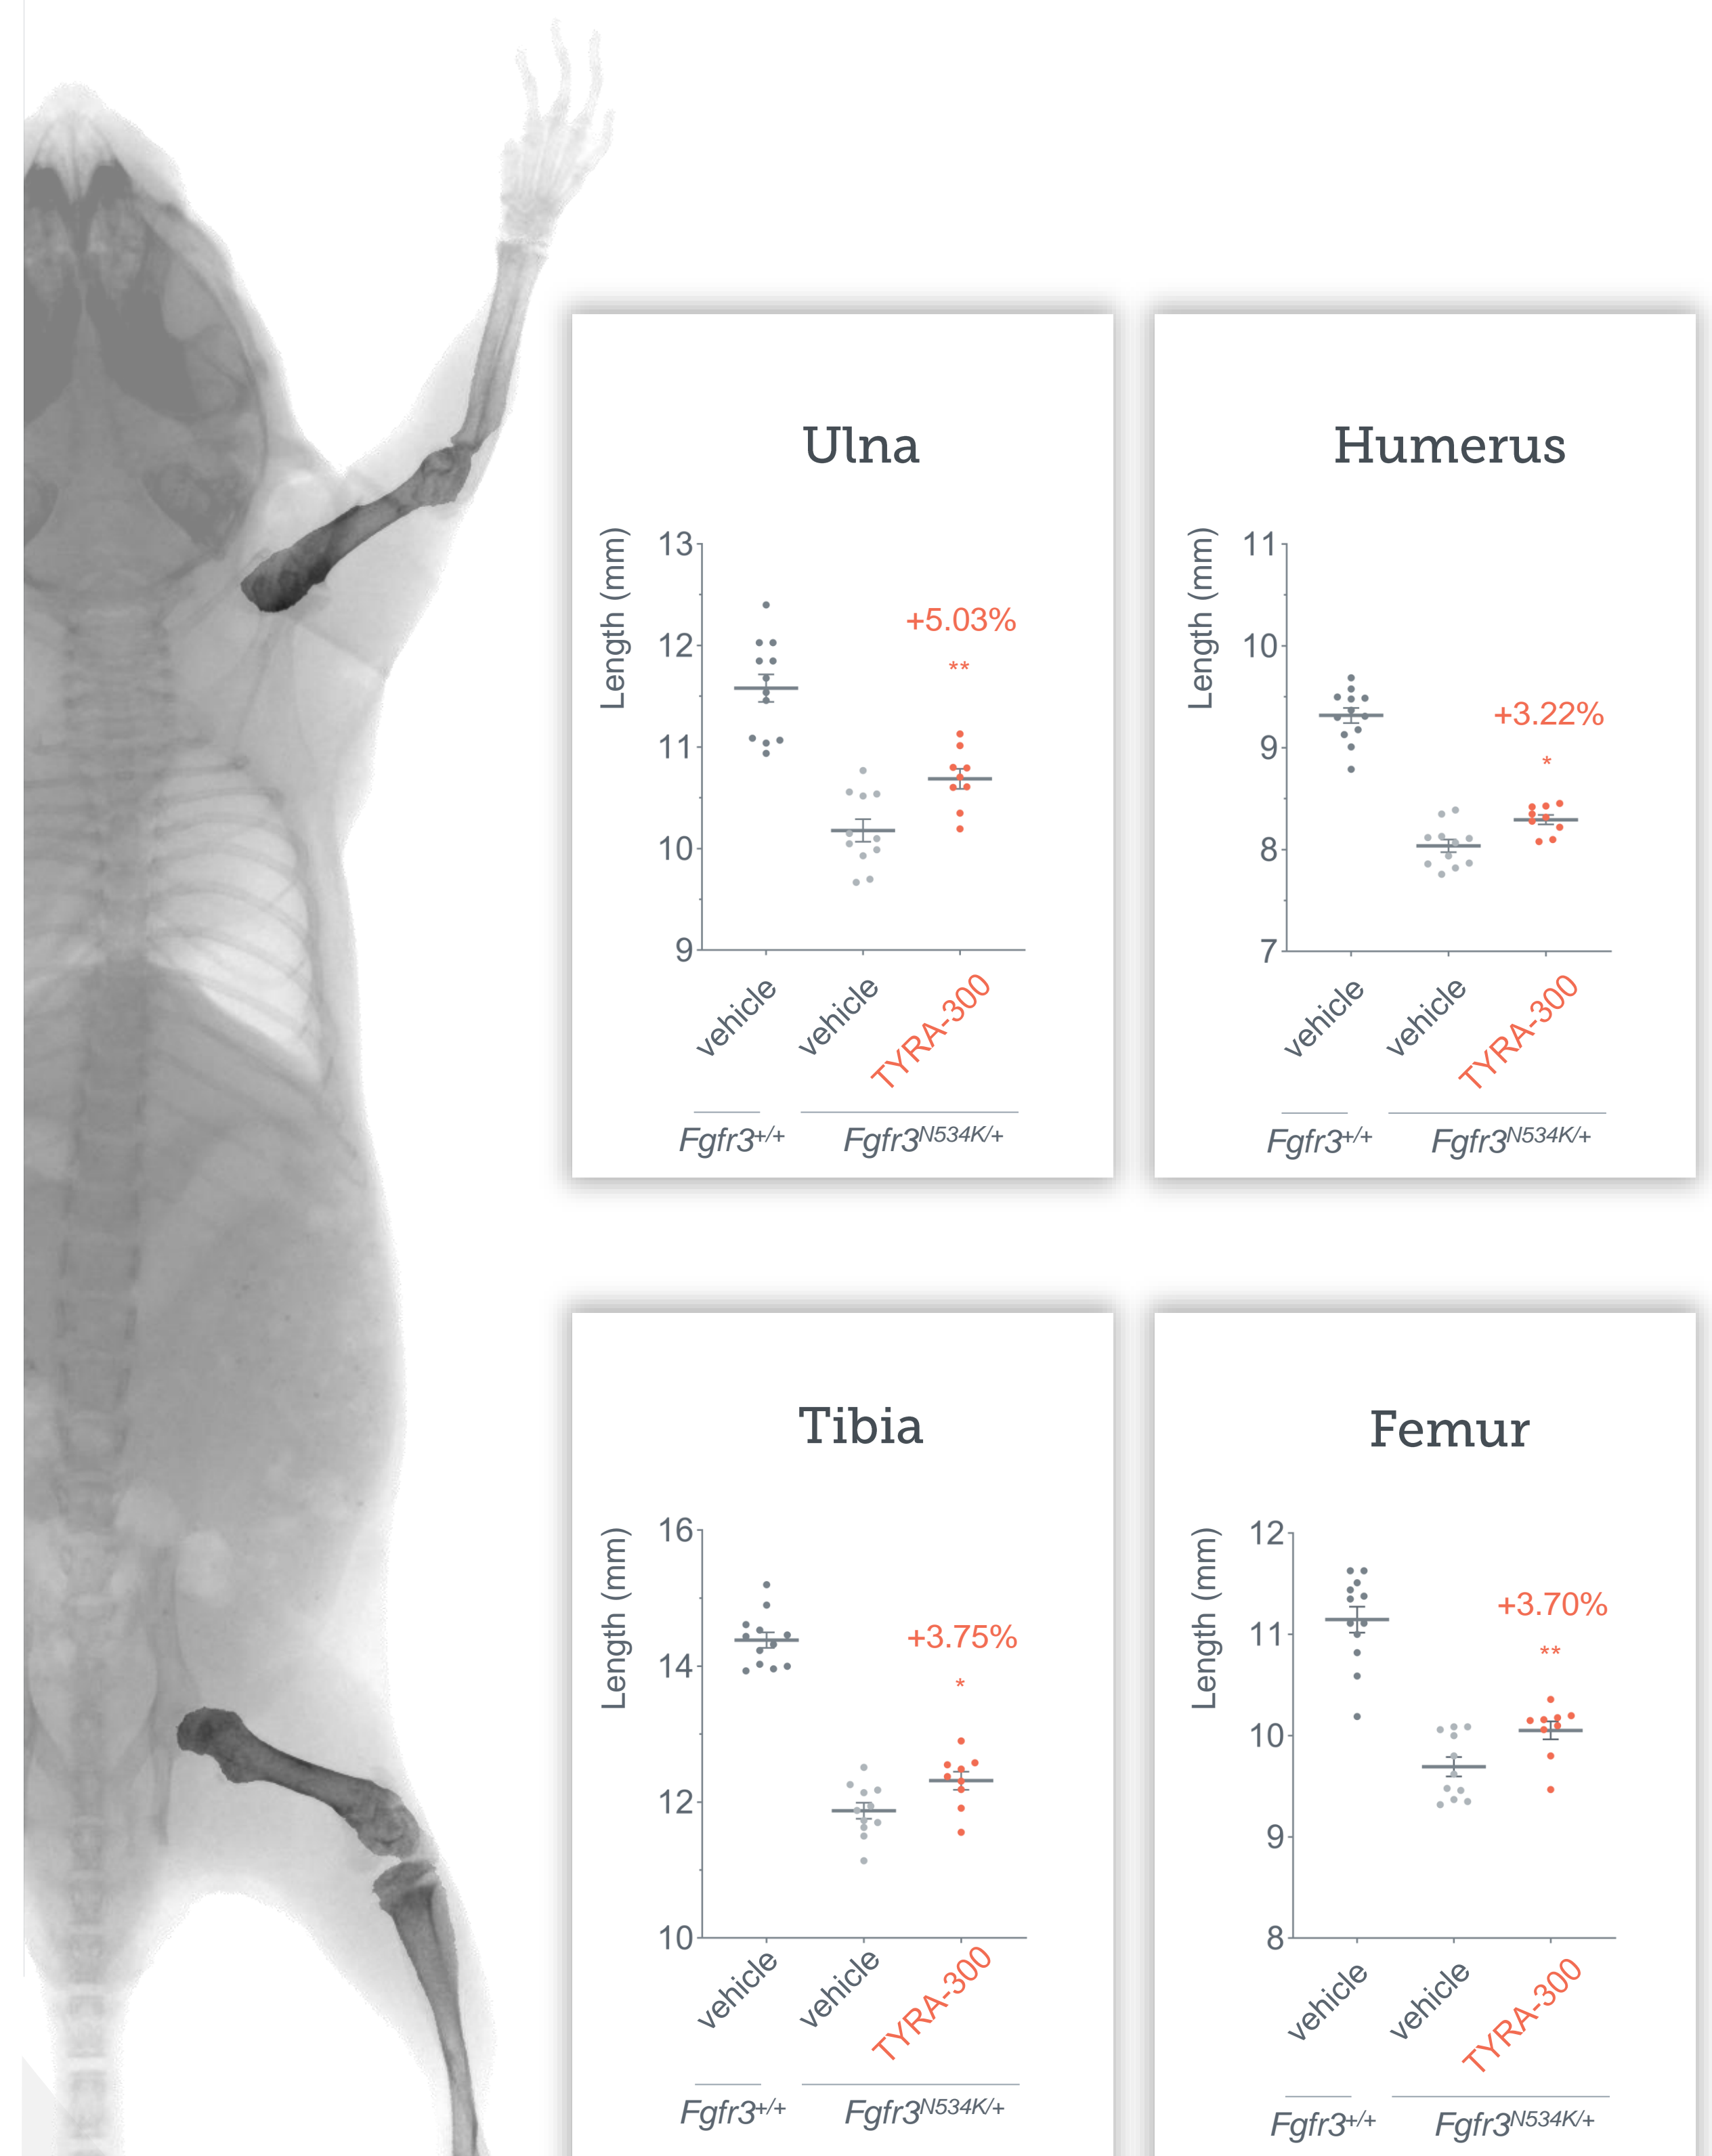 Ulna
Length (mm)
13
12
11
10
9
+5.03%
**
vehicle
vehicle
TYRA-300
Fgfr3+/+
Fgfr3N534K/+
Humerus
Length (mm)
11
10
9
8
7
+3.22%
*
vehicle
vehicle
TYRA-300
Fgfr3+/+
Fgfr3N534K/+
Tibia
Length (mm)
16
14
12
10
+3.75%
*
vehicle
vehicle
TYRA-300
Fgfr3+/+
Fgfr3N534K/+
Femur
Length (mm)
12
11
10
9
8
+3.70%
**
vehicle
vehicle
TYRA-300
Fgfr3+/+
Fgfr3N534K/+